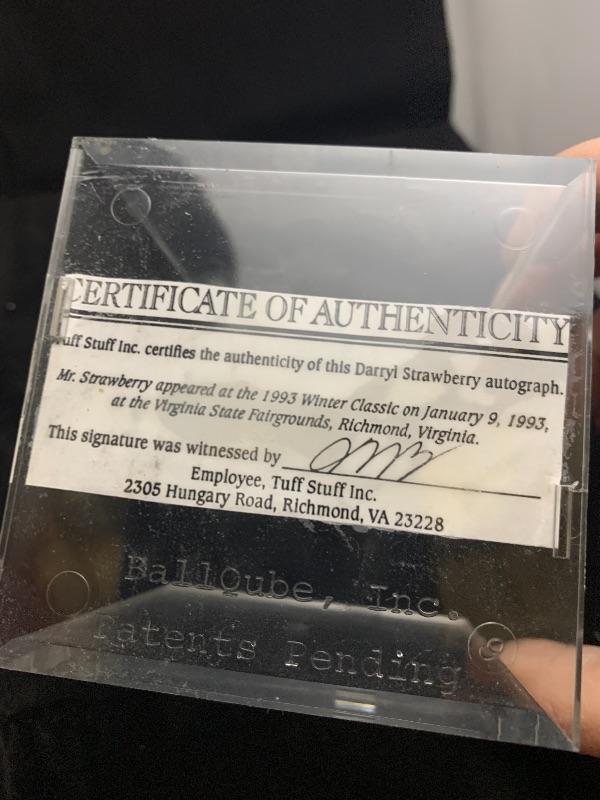 CERTIFICATE OF AUTHENTICITY
Tuff Stuff Inc. certifies the authenticity of this Darryl Strawberry autograph.
Mr. Strawberry appeared at the 1993 Winter Classic on January 9, 1993,
at the Virginia State Fairgrounds, Richmond, Virginia.
This signature was witnessed by
Employee, Tuff Stuff Inc.
2305 Hungary Road, Richmond, VA 23228
BallQube, Inc.
Patents Pending